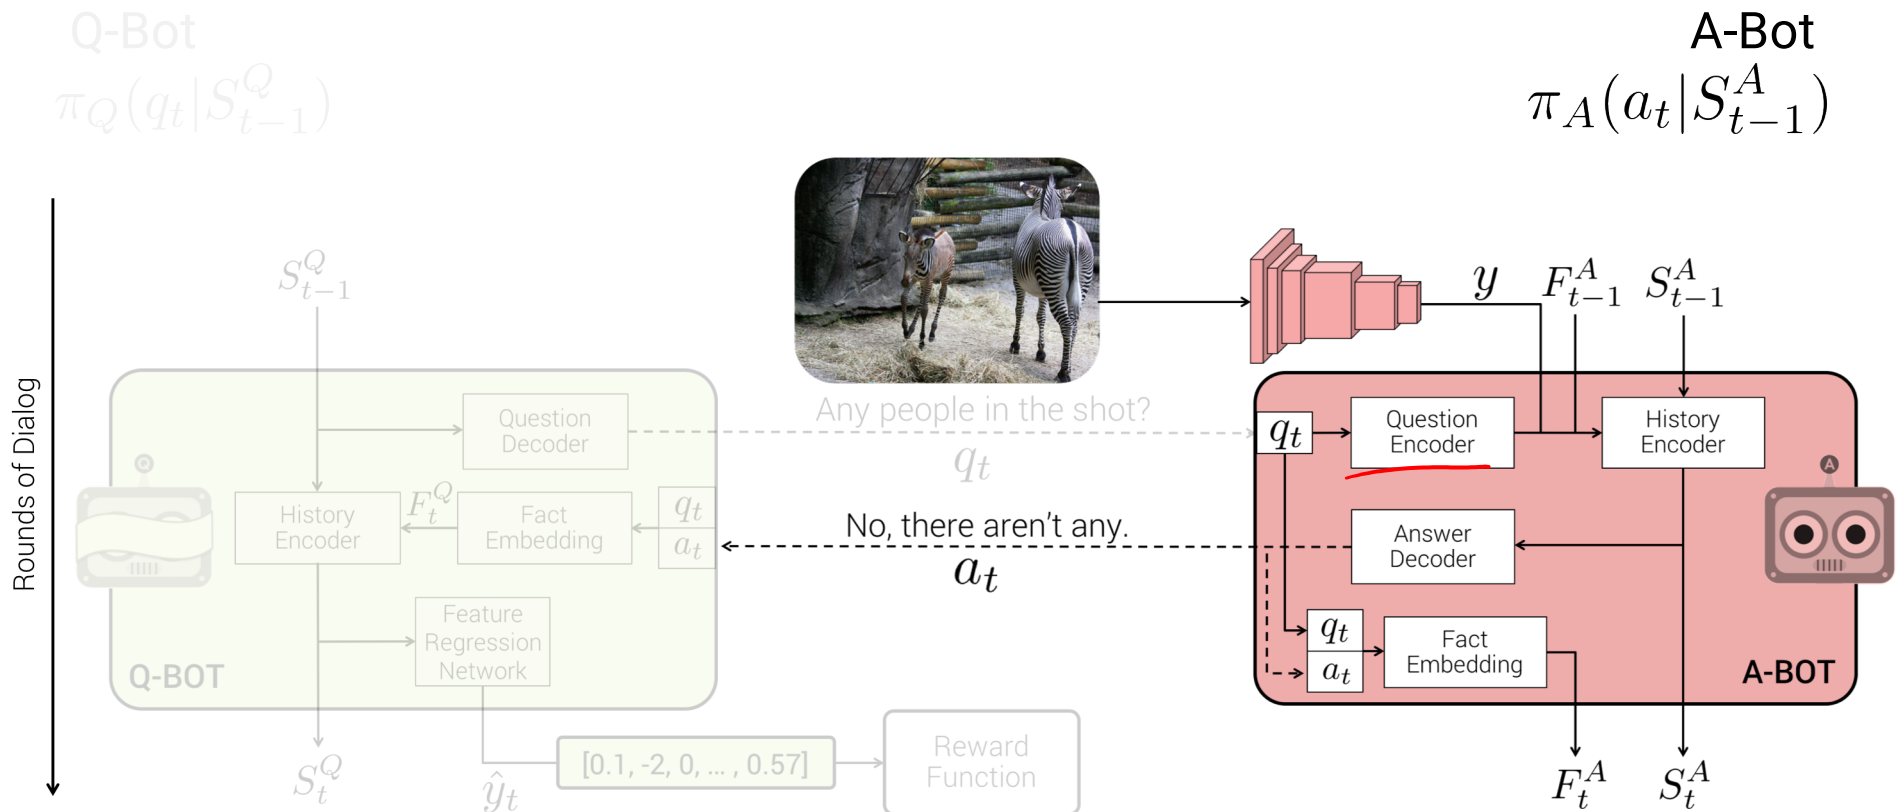 Q-Bot
A-Bot
π_Q(q_t|S^Q_{t-1})
π_A(a_t|S^A_{t-1})
Rounds of Dialog
S^Q_{t-1}
y
F^A_{t-1}
S^A_{t-1}
Question
Decoder
Any people in the shot?
q_t
q_t
Question
Encoder
History
Encoder
A
Q
History
Encoder
F^Q_t
Fact
Embedding
q_t
a_t
No, there aren't any.
a_t
Answer
Decoder
Feature
Regression
Network
q_t
a_t
Fact
Embedding
Q-BOT
A-BOT
S^Q_t
ŷ_t
[0.1, -2, 0, ... , 0.57]
Reward
Function
F^A_t
S^A_t